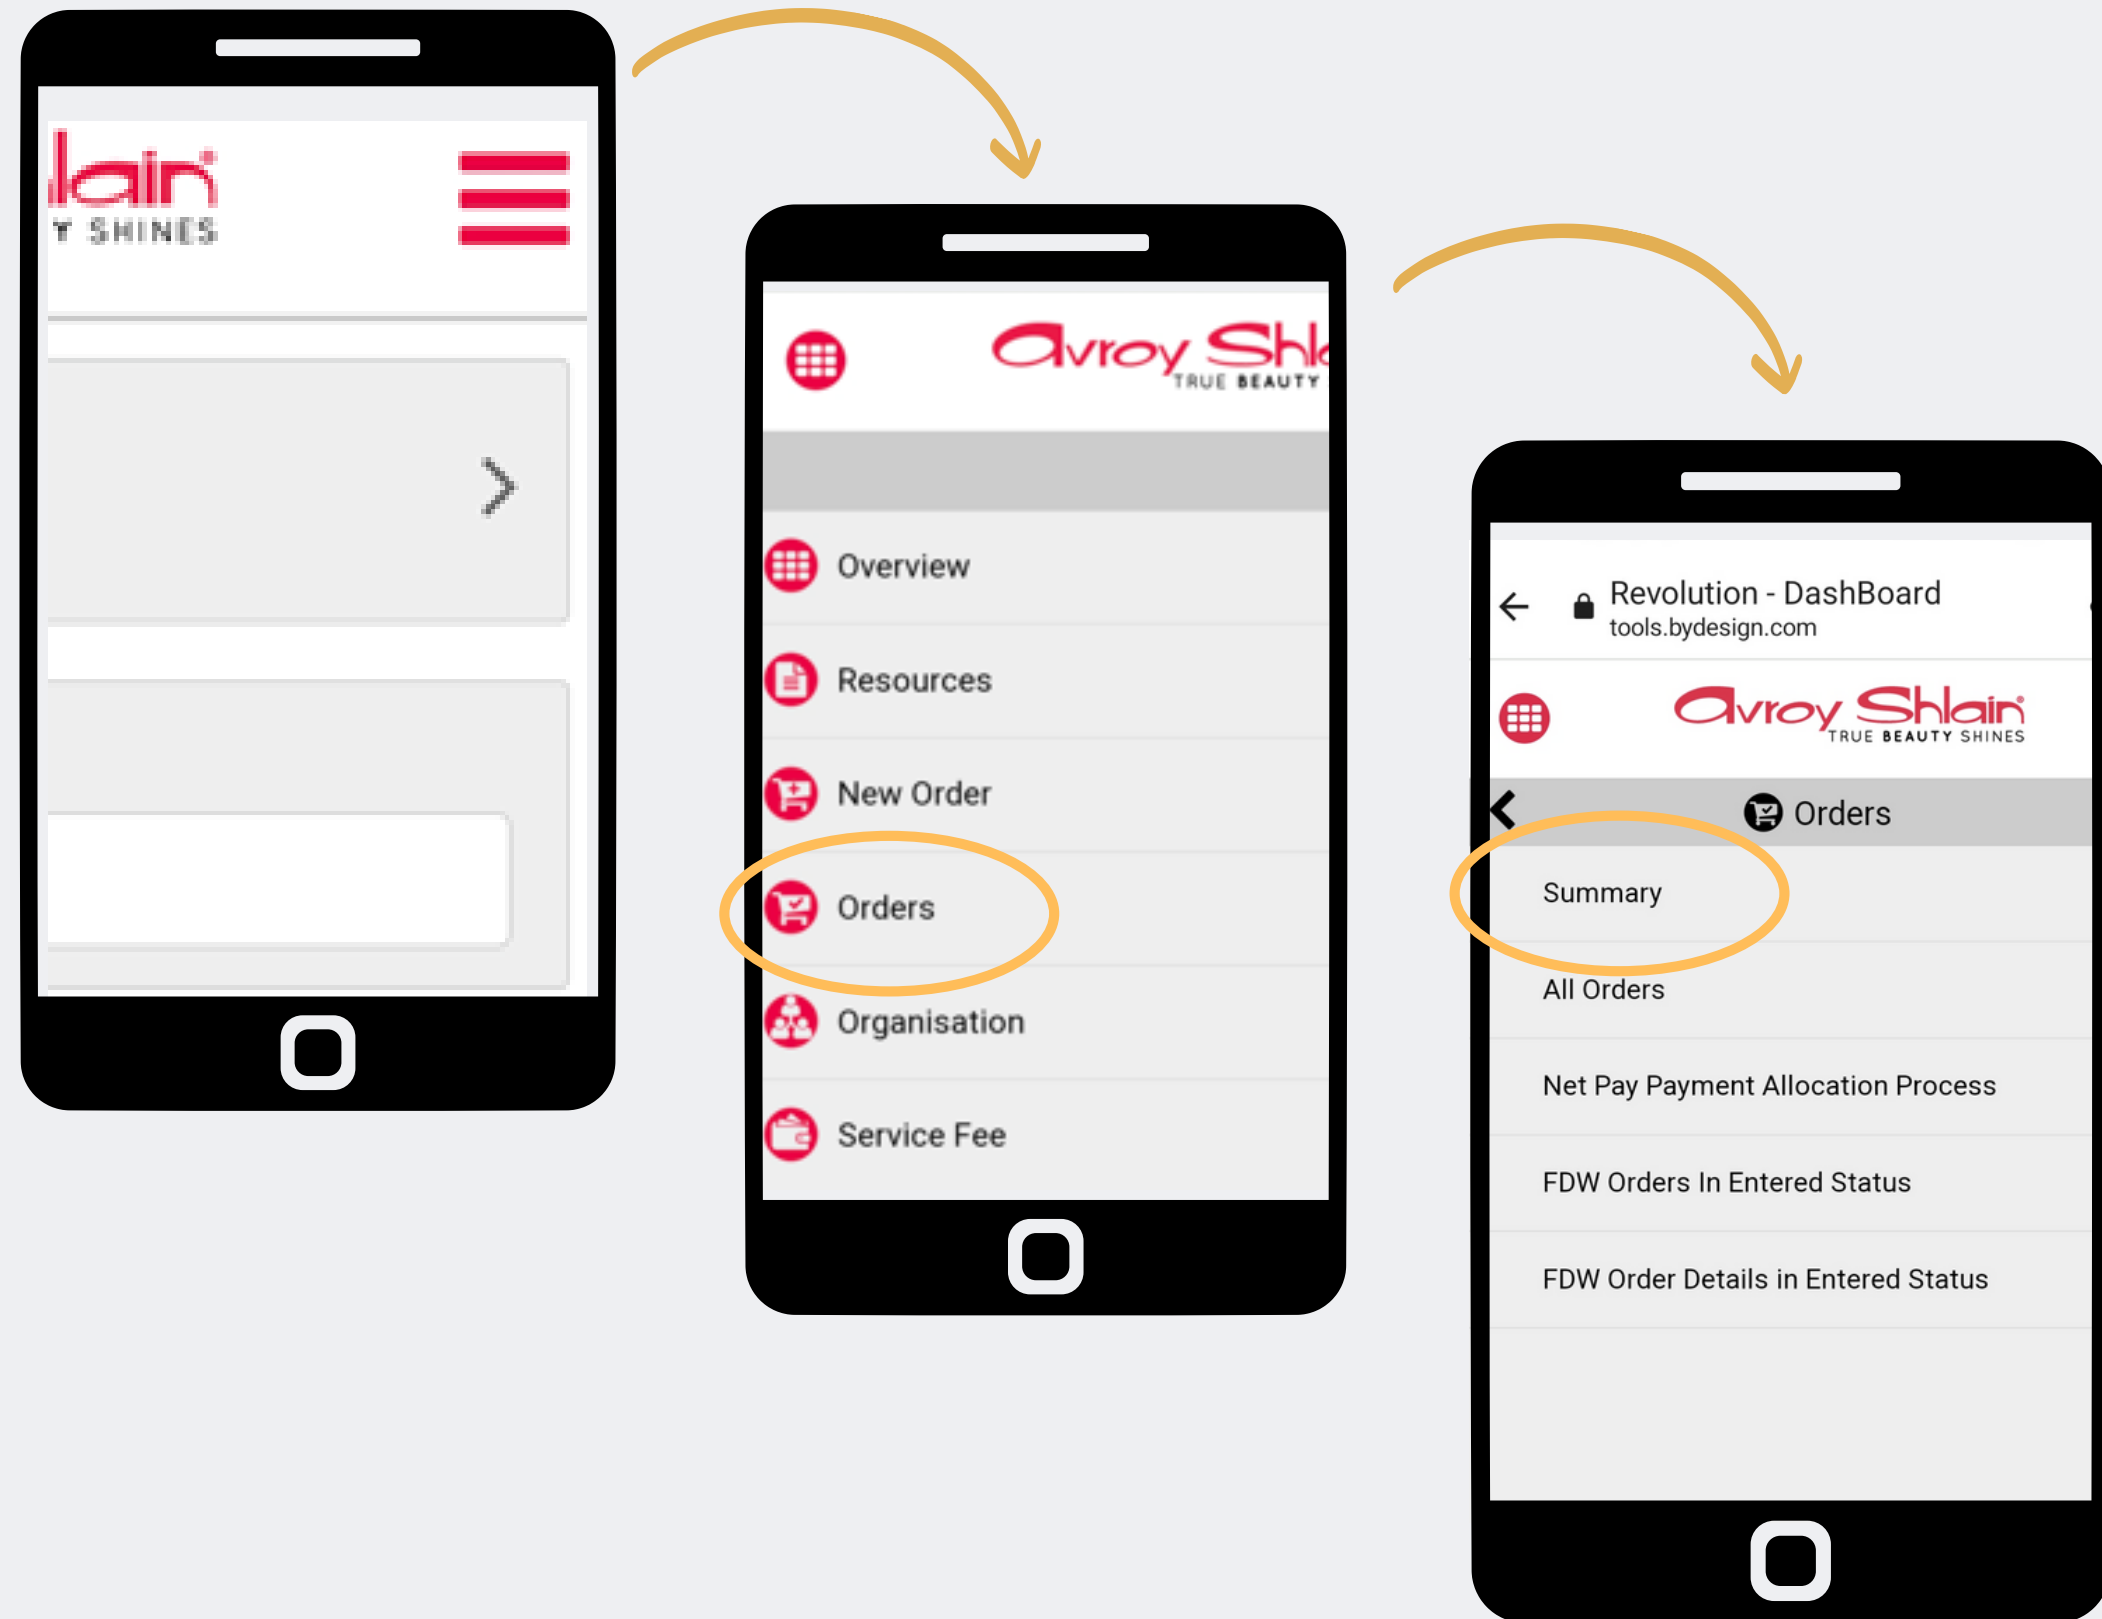 lain
Y SHINES
avroy Shla
TRUE BEAUTY
Overview
Resources
New Order
Orders
Organisation
Service Fee
Revolution - DashBoard
tools.bydesign.com
avroy Shlain
TRUE BEAUTY SHINES
Orders
Summary
All Orders
Net Pay Payment Allocation Process
FDW Orders In Entered Status
FDW Order Details in Entered Status